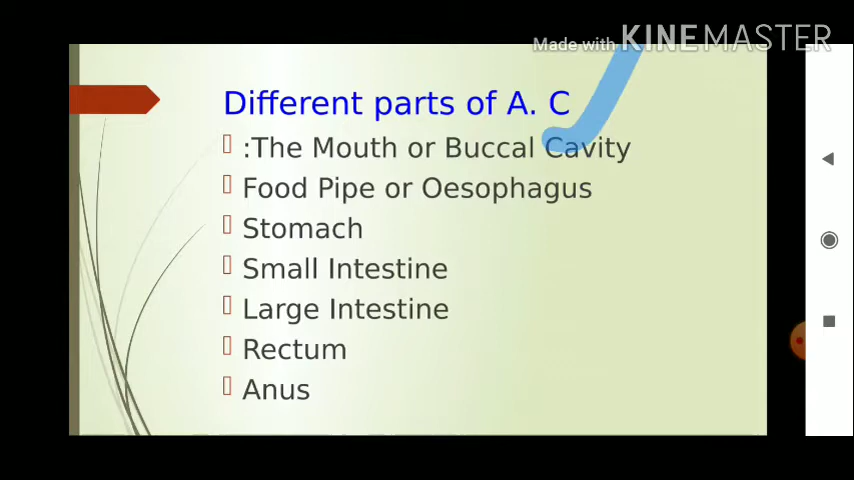 Made with KINEMASTER
Different parts of A. C
:The Mouth or Buccal Cavity
Food Pipe or Oesophagus
Stomach
Small Intestine
Large Intestine
Rectum
Anus